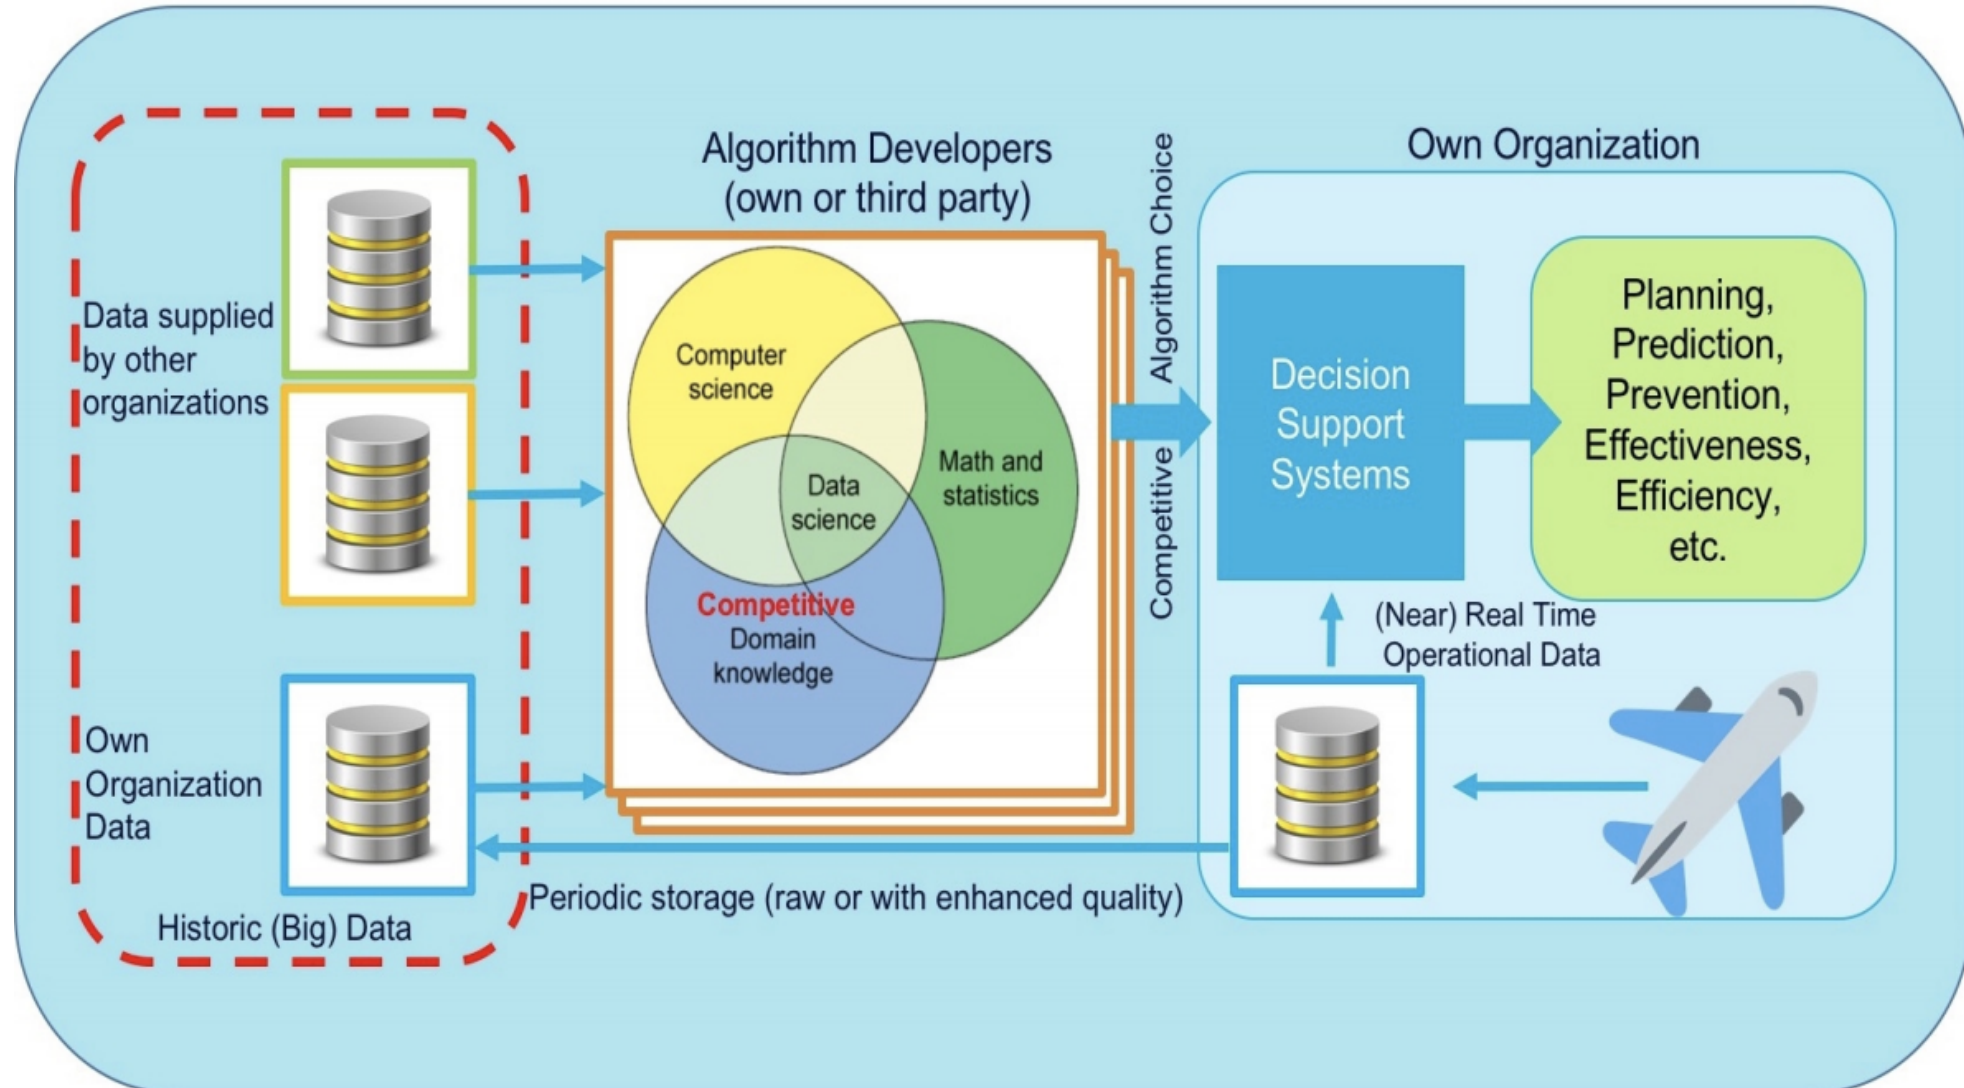 Data supplied
by other
organizations
Own
Organization
Data
Historic (Big) Data
Algorithm Developers
(own or third party)
Computer
science
Math and
statistics
Data
science
Competitive
Domain
knowledge
Periodic storage (raw or with enhanced quality)
Competitive Algorithm Choice
Own Organization
Decision
Support
Systems
Planning,
Prediction,
Prevention,
Effectiveness,
Efficiency,
etc.
(Near) Real Time
Operational Data